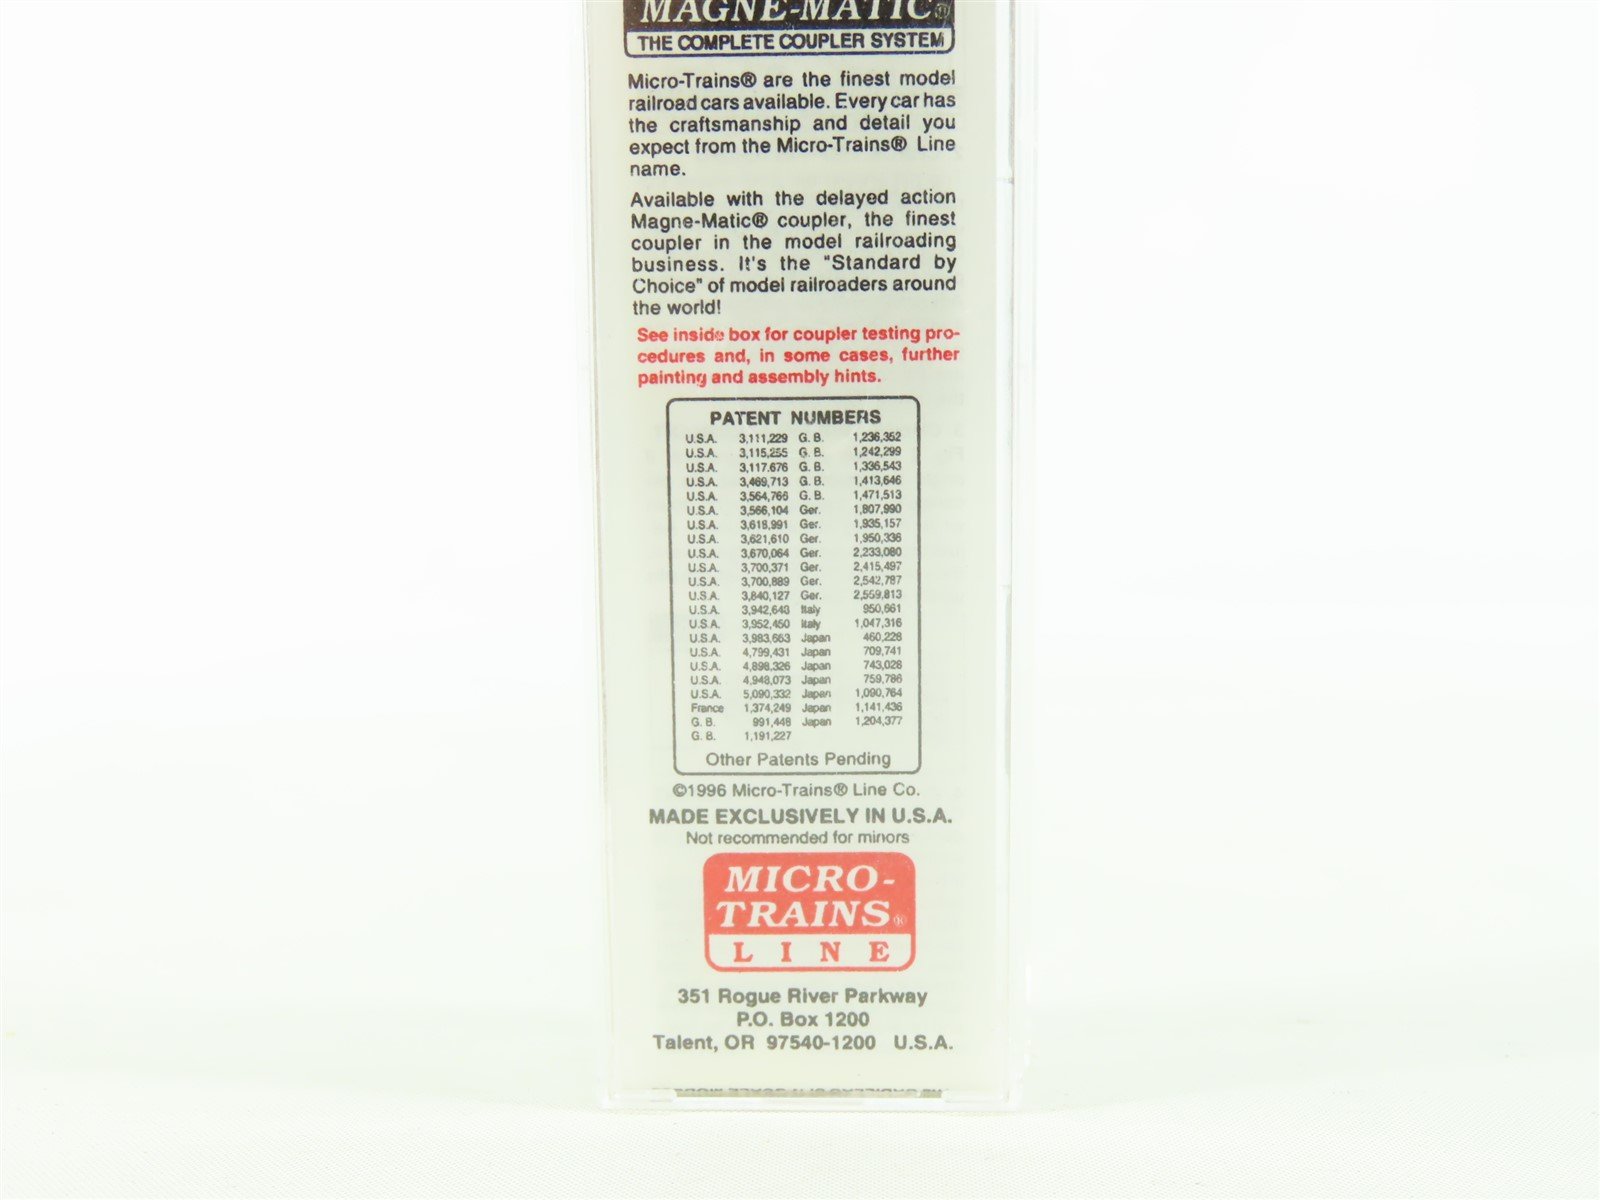 MAGNE-MATIC®
THE COMPLETE COUPLER SYSTEM
Micro-Trains® are the finest model
railroad cars available. Every car has
the craftsmanship and detail you
expect from the Micro-Trains® Line
name.
Available with the delayed action
Magne-Matic® coupler, the finest
coupler in the model railroading
business. It's the "Standard by
Choice" of model railroaders around
the world!
See inside box for coupler testing pro-
cedures and, in some cases, further
painting and assembly hints.
PATENT NUMBERS
U.S.A. 3,111,229 G. B. 1,236,352
U.S.A. 3,115,255 G. B. 1,242,299
U.S.A. 3,117,676 G. B. 1,336,543
U.S.A. 3,469,713 G. B. 1,413,646
U.S.A. 3,564,766 G. B. 1,471,513
U.S.A. 3,566,104 Ger. 1,807,990
U.S.A. 3,618,991 Ger. 1,935,157
U.S.A. 3,621,610 Ger. 1,950,336
U.S.A. 3,670,064 Ger. 2,233,080
U.S.A. 3,700,371 Ger. 2,415,497
U.S.A. 3,700,889 Ger. 2,542,787
U.S.A. 3,840,127 Ger. 2,559,813
U.S.A. 3,942,643 Italy 950,661
U.S.A. 3,952,450 Italy 1,047,316
U.S.A. 3,983,663 Japan 460,228
U.S.A. 4,799,431 Japan 709,741
U.S.A. 4,898,326 Japan 743,028
U.S.A. 4,948,073 Japan 759,786
U.S.A. 5,090,332 Japan 1,090,764
France 1,374,249 Japan 1,141,436
G. B. 991,448 Japan 1,204,377
G. B. 1,191,227
Other Patents Pending
©1996 Micro-Trains® Line Co.
MADE EXCLUSIVELY IN U.S.A.
Not recommended for minors
MICRO-
TRAINS®
LINE
351 Rogue River Parkway
P.O. Box 1200
Talent, OR 97540-1200 U.S.A.